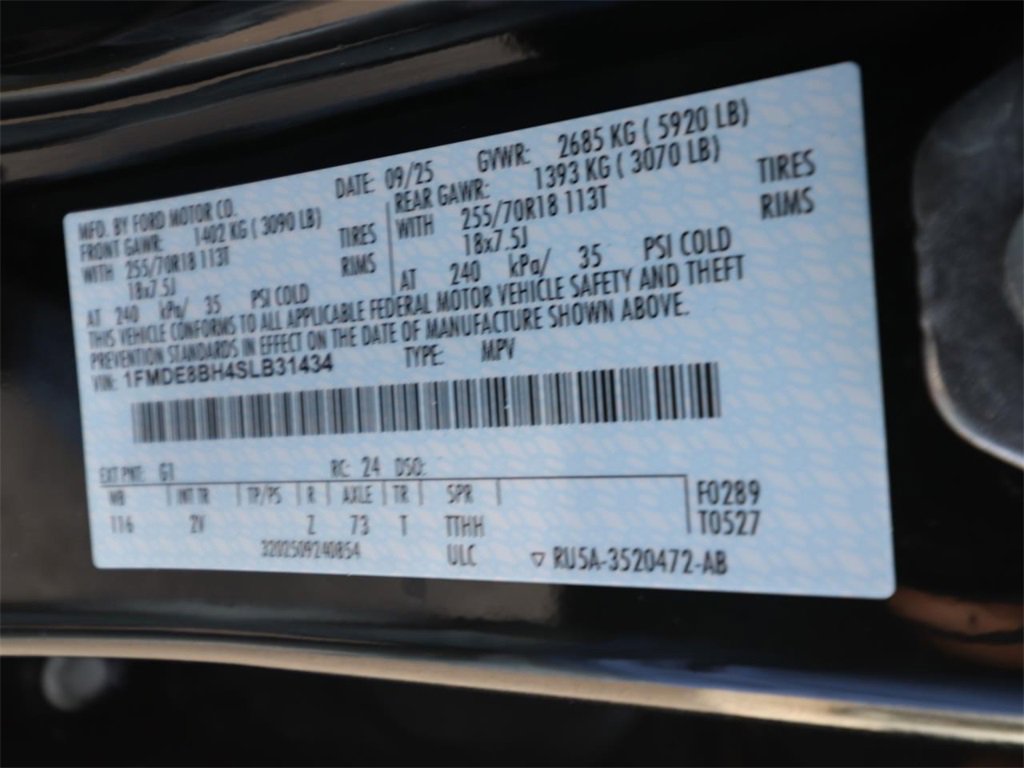 MFD. BY FORD MOTOR CO. DATE: 09/25 GVWR: 2685 KG ( 5920 LB)
FRONT GAWR: 1402 KG ( 3090 LB) REAR GAWR: 1393 KG ( 3070 LB)
WITH 255/70R18 113T TIRES WITH 255/70R18 113T TIRES
18x7.5J RIMS 18x7.5J RIMS
AT 240 kPa/ 35 PSI COLD AT 240 kPa/ 35 PSI COLD
THIS VEHICLE CONFORMS TO ALL APPLICABLE FEDERAL MOTOR VEHICLE SAFETY AND THEFT
PREVENTION STANDARDS IN EFFECT ON THE DATE OF MANUFACTURE SHOWN ABOVE.
VIN: 1FMDE8BH4SLB31434 TYPE: MPV
EXT PNT: G1 RC: 24 DSO:
WB INT TR TP/PS R AXLE TR SPR F0289
116 2V Z 73 T TTHH T0527
3202509240854 ULC ▽ RU5A-3520472-AB